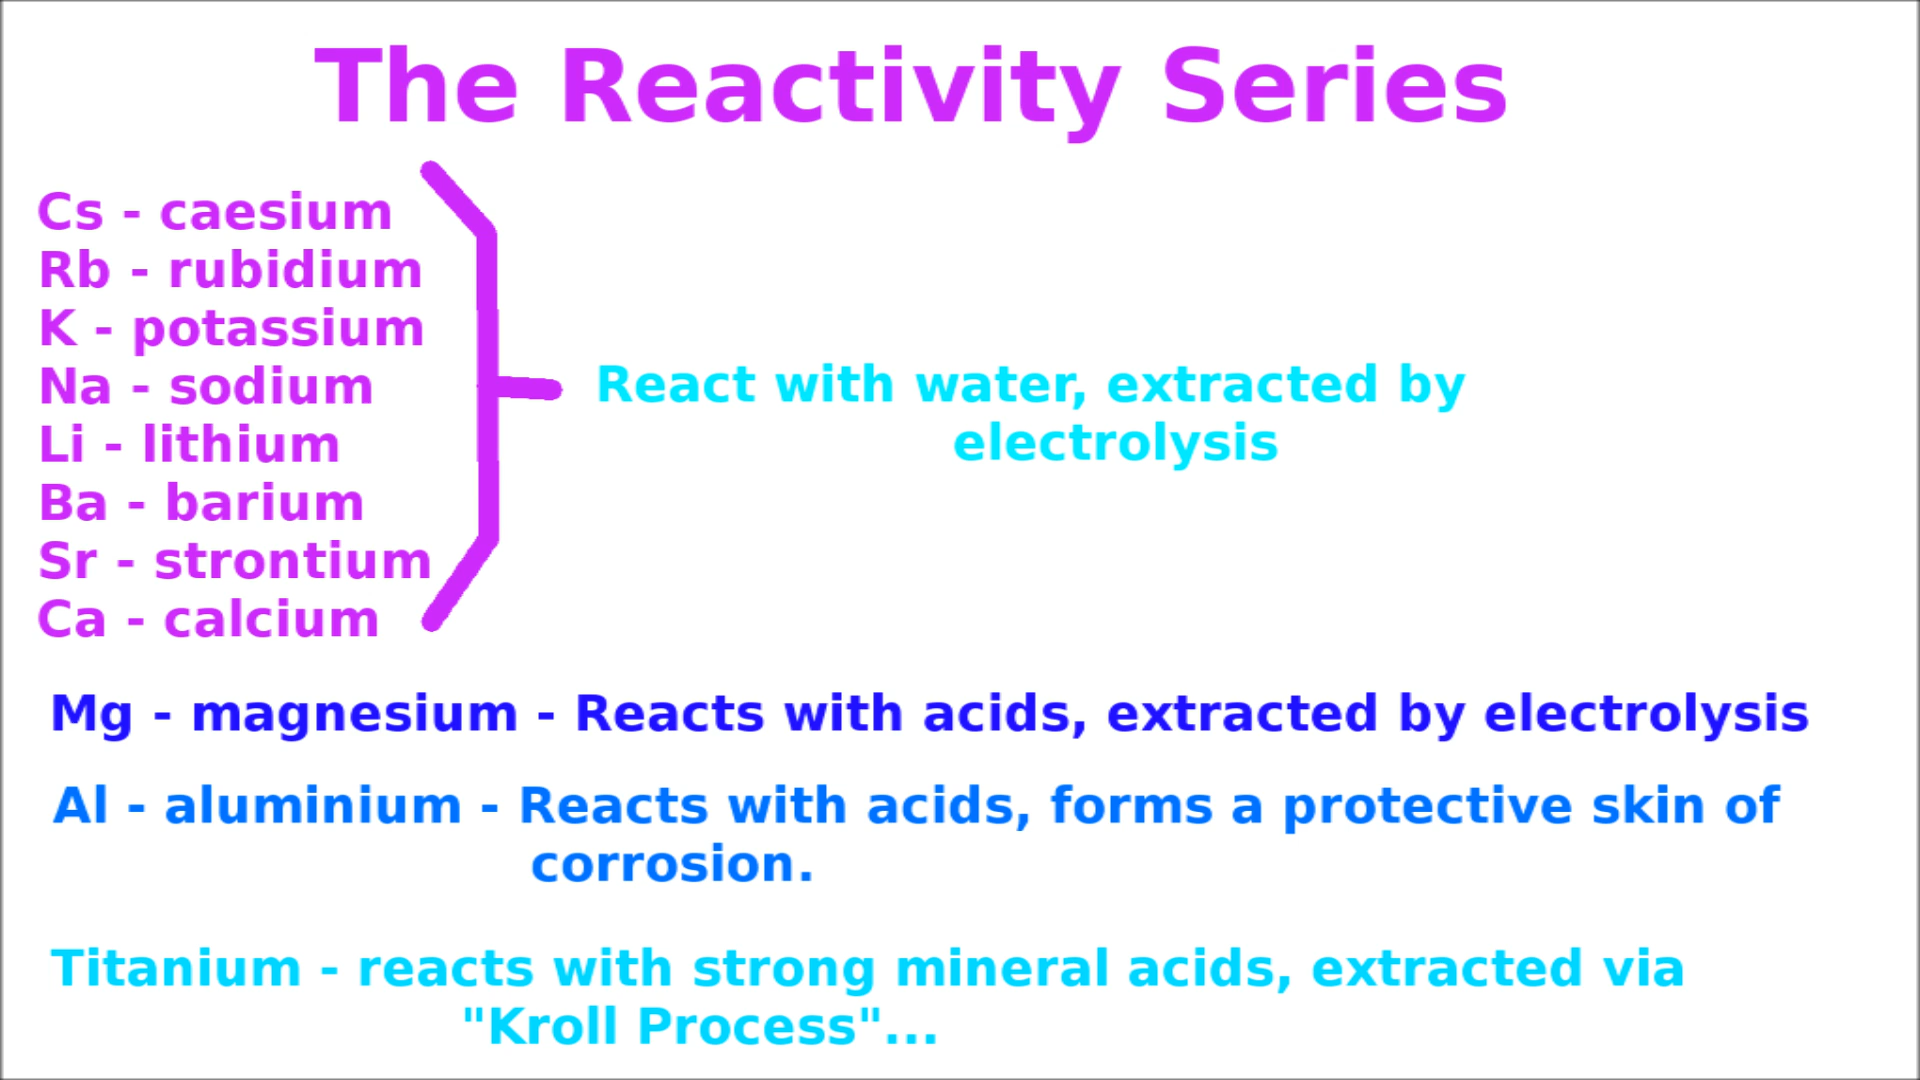 The Reactivity Series
Cs - caesium
Rb - rubidium
K - potassium
Na - sodium
Li - lithium
Ba - barium
Sr - strontium
Ca - calcium
React with water, extracted by
electrolysis
Mg - magnesium - Reacts with acids, extracted by electrolysis
Al - aluminium - Reacts with acids, forms a protective skin of
corrosion.
Titanium - reacts with strong mineral acids, extracted via
"Kroll Process"...